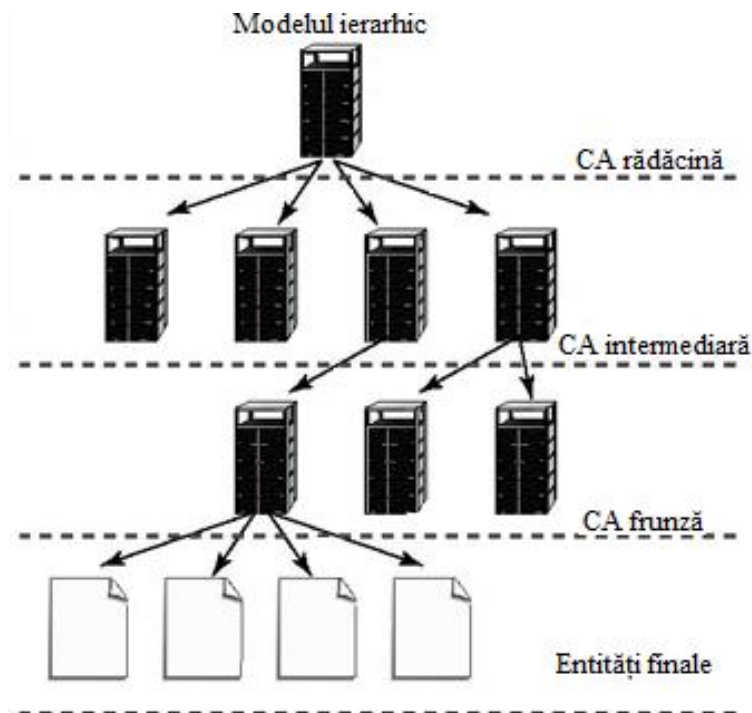 Modelul ierarhic
CA rădăcină
CA intermediară
CA frunză
Entități finale